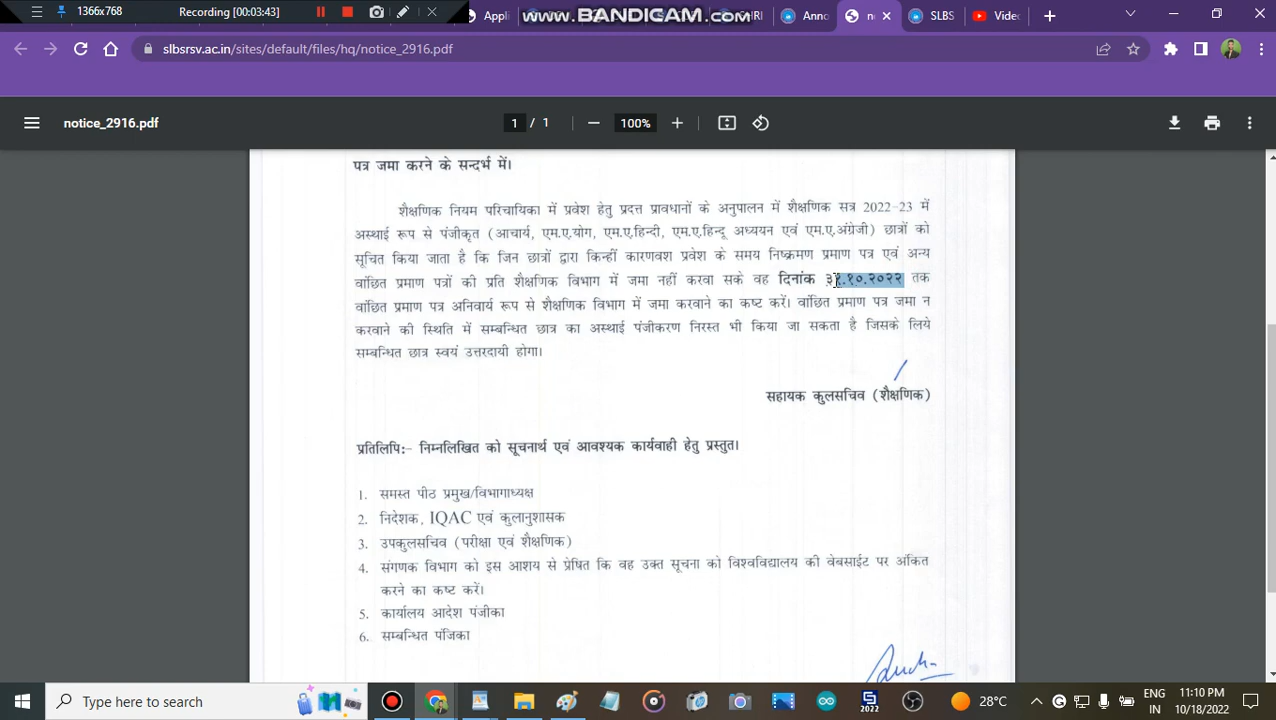 1366x768
Recording [00:03:43]
www.BANDICAM.com
Appli
HRI
Anno
n
SLBS
Video
slbsrsv.ac.in/sites/default/files/hq/notice_2916.pdf
notice_2916.pdf
1 / 1
100%
पत्र जमा करने के सन्दर्भ में।
शैक्षणिक नियम परिचायिका में प्रवेश हेतु प्रदत्त प्रावधानों के अनुपालन में शैक्षणिक सत्र 2022-23 में
अस्थाई रूप से पंजीकृत (आचार्य, एम.ए.योग, एम.ए.हिन्दी, एम.ए.हिन्दू अध्ययन एवं एम.ए.अंग्रेजी) छात्रों को
सूचित किया जाता है कि जिन छात्रों द्वारा किन्हीं कारणवश प्रवेश के समय निष्क्रमण प्रमाण पत्र एवं अन्य
वांछित प्रमाण पत्रों की प्रति शैक्षणिक विभाग में जमा नहीं करवा सके वह दिनांक ३१.१०.२०२२ तक
वांछित प्रमाण पत्र अनिवार्य रूप से शैक्षणिक विभाग में जमा करवाने का कष्ट करें। वांछित प्रमाण पत्र जमा न
करवाने की स्थिति में सम्बन्धित छात्र का अस्थाई पंजीकरण निरस्त भी किया जा सकता है जिसके लिये
सम्बन्धित छात्र स्वयं उत्तरदायी होगा।
सहायक कुलसचिव (शैक्षणिक)
प्रतिलिपि:- निम्नलिखित को सूचनार्थ एवं आवश्यक कार्यवाही हेतु प्रस्तुत।
1. समस्त पीठ प्रमुख/विभागाध्यक्ष
2. निदेशक, IQAC एवं कुलानुशासक
3. उपकुलसचिव (परीक्षा एवं शैक्षणिक)
4. संगणक विभाग को इस आशय से प्रेषित कि वह उक्त सूचना को विश्वविद्यालय की वेबसाईट पर अंकित
करने का कष्ट करें।
5. कार्यालय आदेश पंजीका
6. सम्बन्धित पंजिका
Type here to search
2022
28°C
ENG
IN
11:10 PM
10/18/2022